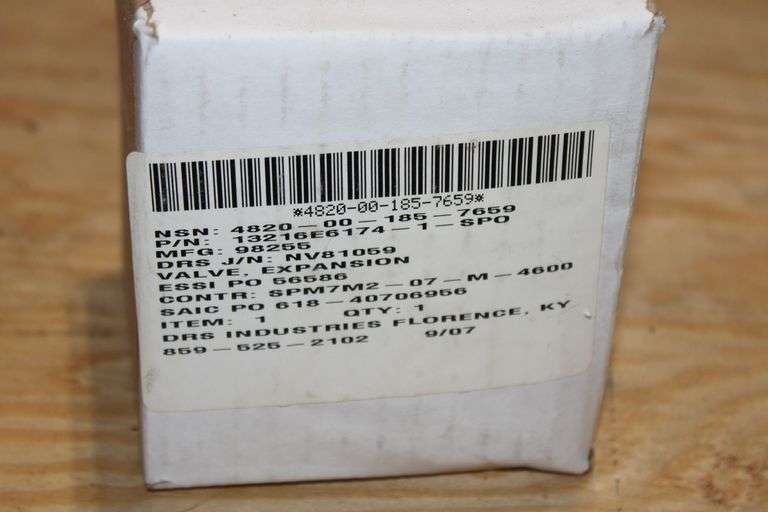 *4820-00-185-7659*
NSN: 4820-00-185-7659
P/N: 13216E6174-1-SPO
MFG: 98255
DRS J/N: NV81059
VALVE, EXPANSION
ESSI PO 56586
CONTR: SPM7M2-07-M-4600
SAIC PO 618-40706956
ITEM: 1 QTY: 1
DRS INDUSTRIES FLORENCE, KY
859-525-2102 9/07